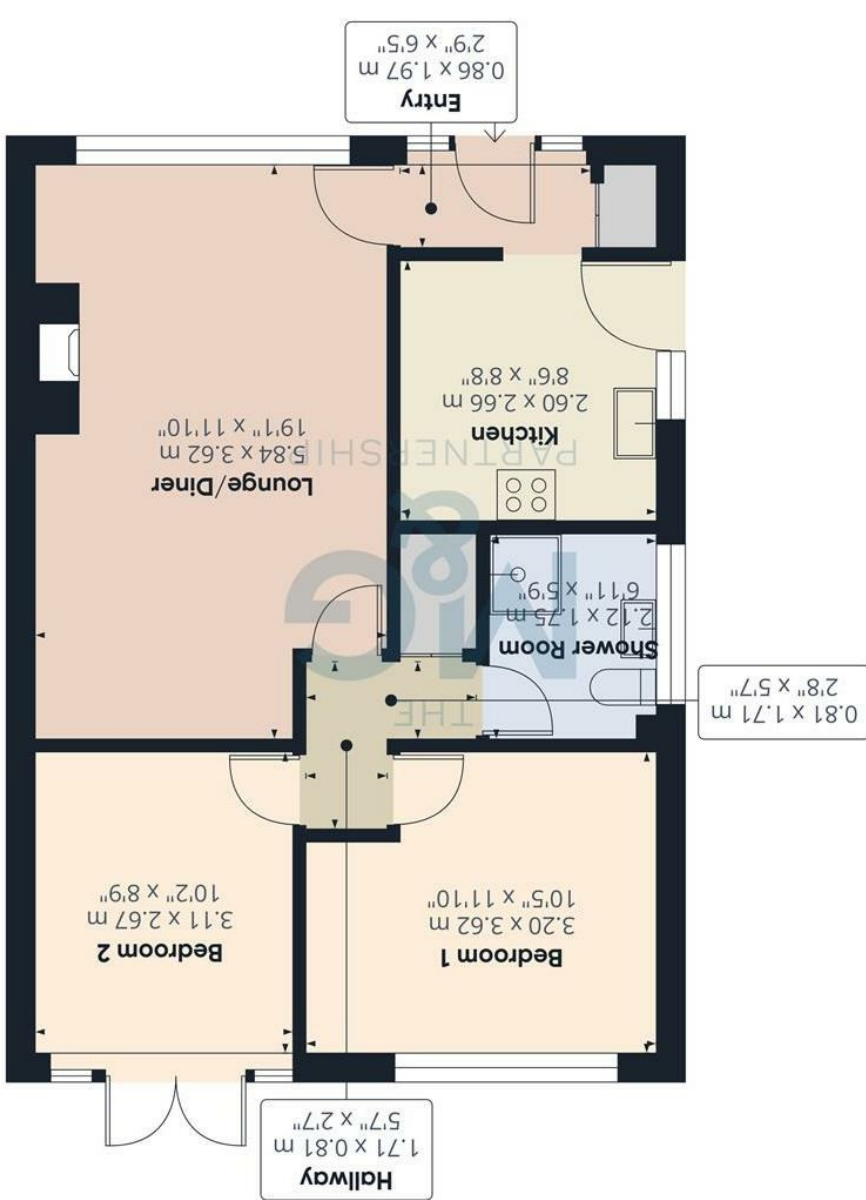 Hallway
1.71 x 0.81 m
5'7" x 2'7"
Bedroom 1
3.20 x 3.62 m
10'5" x 11'10"
Bedroom 2
3.11 x 2.67 m
10'2" x 8'9"
0.81 x 1.71 m
2'8" x 5'7"
THE
MG
&
PARTNERSHIP
Shower Room
2.12 x 1.75 m
6'11" x 5'9"
Lounge/Diner
5.84 x 3.62 m
19'1" x 11'10"
Kitchen
2.60 x 2.66 m
8'6" x 8'8"
Entry
0.86 x 1.97 m
2'9" x 6'5"